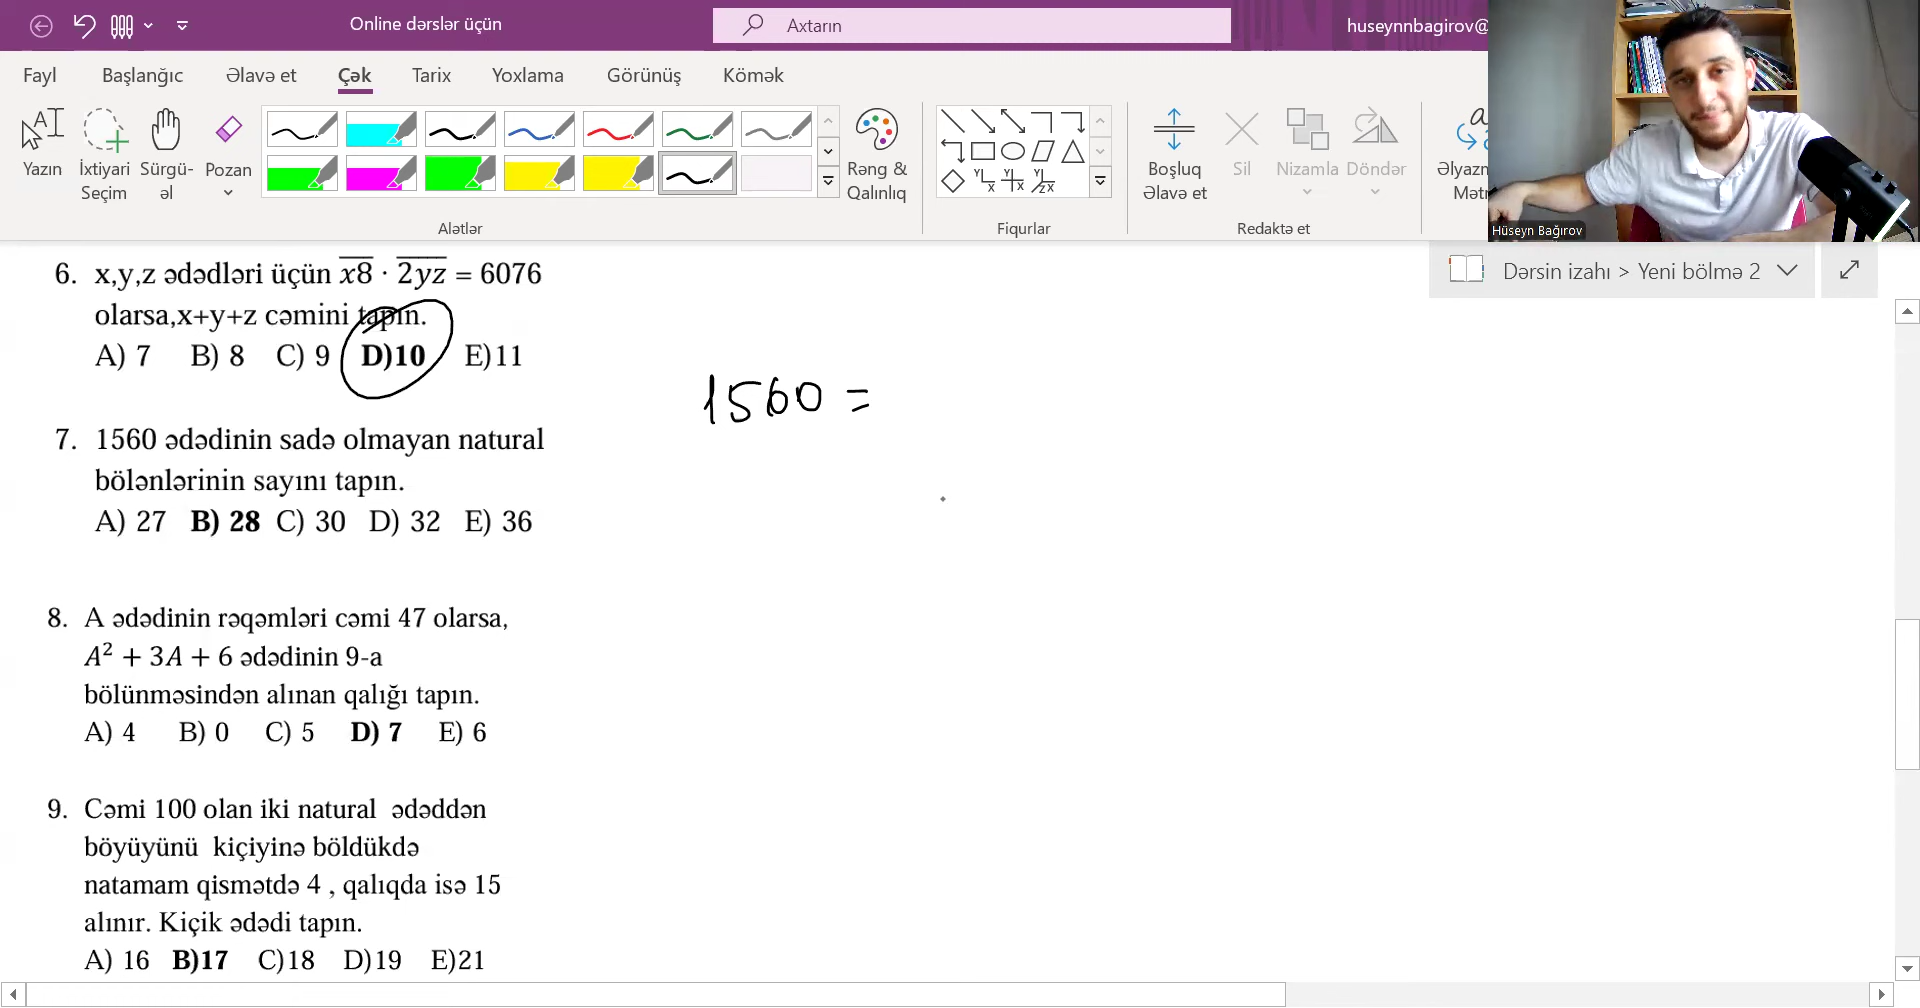 Online dərslər üçün
Axtarın
huseynnbagirov@
Fayl Başlanğıc Əlavə et Çək Tarix Yoxlama Görünüş Kömək
Yazın
İxtiyari Seçim
Sürgü-əl
Pozan
Rəng & Qalınlıq
Boşluq Əlavə et
Sil
Nizamla
Döndər
Alətlər
Fiqurlar
Redaktə et
Hüseyn Bağırov
Dərsin izahı > Yeni bölmə 2
6. x,y,z ədədləri üçün x̅8̅ · 2̅y̅z̅ = 6076
olarsa,x+y+z cəmini tapın.
A) 7 B) 8 C) 9 D)10 E)11
1560 =
7. 1560 ədədinin sadə olmayan natural
bölənlərinin sayını tapın.
A) 27 B) 28 C) 30 D) 32 E) 36
8. A ədədinin rəqəmləri cəmi 47 olarsa,
A² + 3A + 6 ədədinin 9-a
bölünməsindən alınan qalığı tapın.
A) 4 B) 0 C) 5 D) 7 E) 6
9. Cəmi 100 olan iki natural ədəddən
böyüyünü kiçiyinə böldükdə
natamam qismətdə 4 , qalıqda isə 15
alınır. Kiçik ədədi tapın.
A) 16 B)17 C)18 D)19 E)21